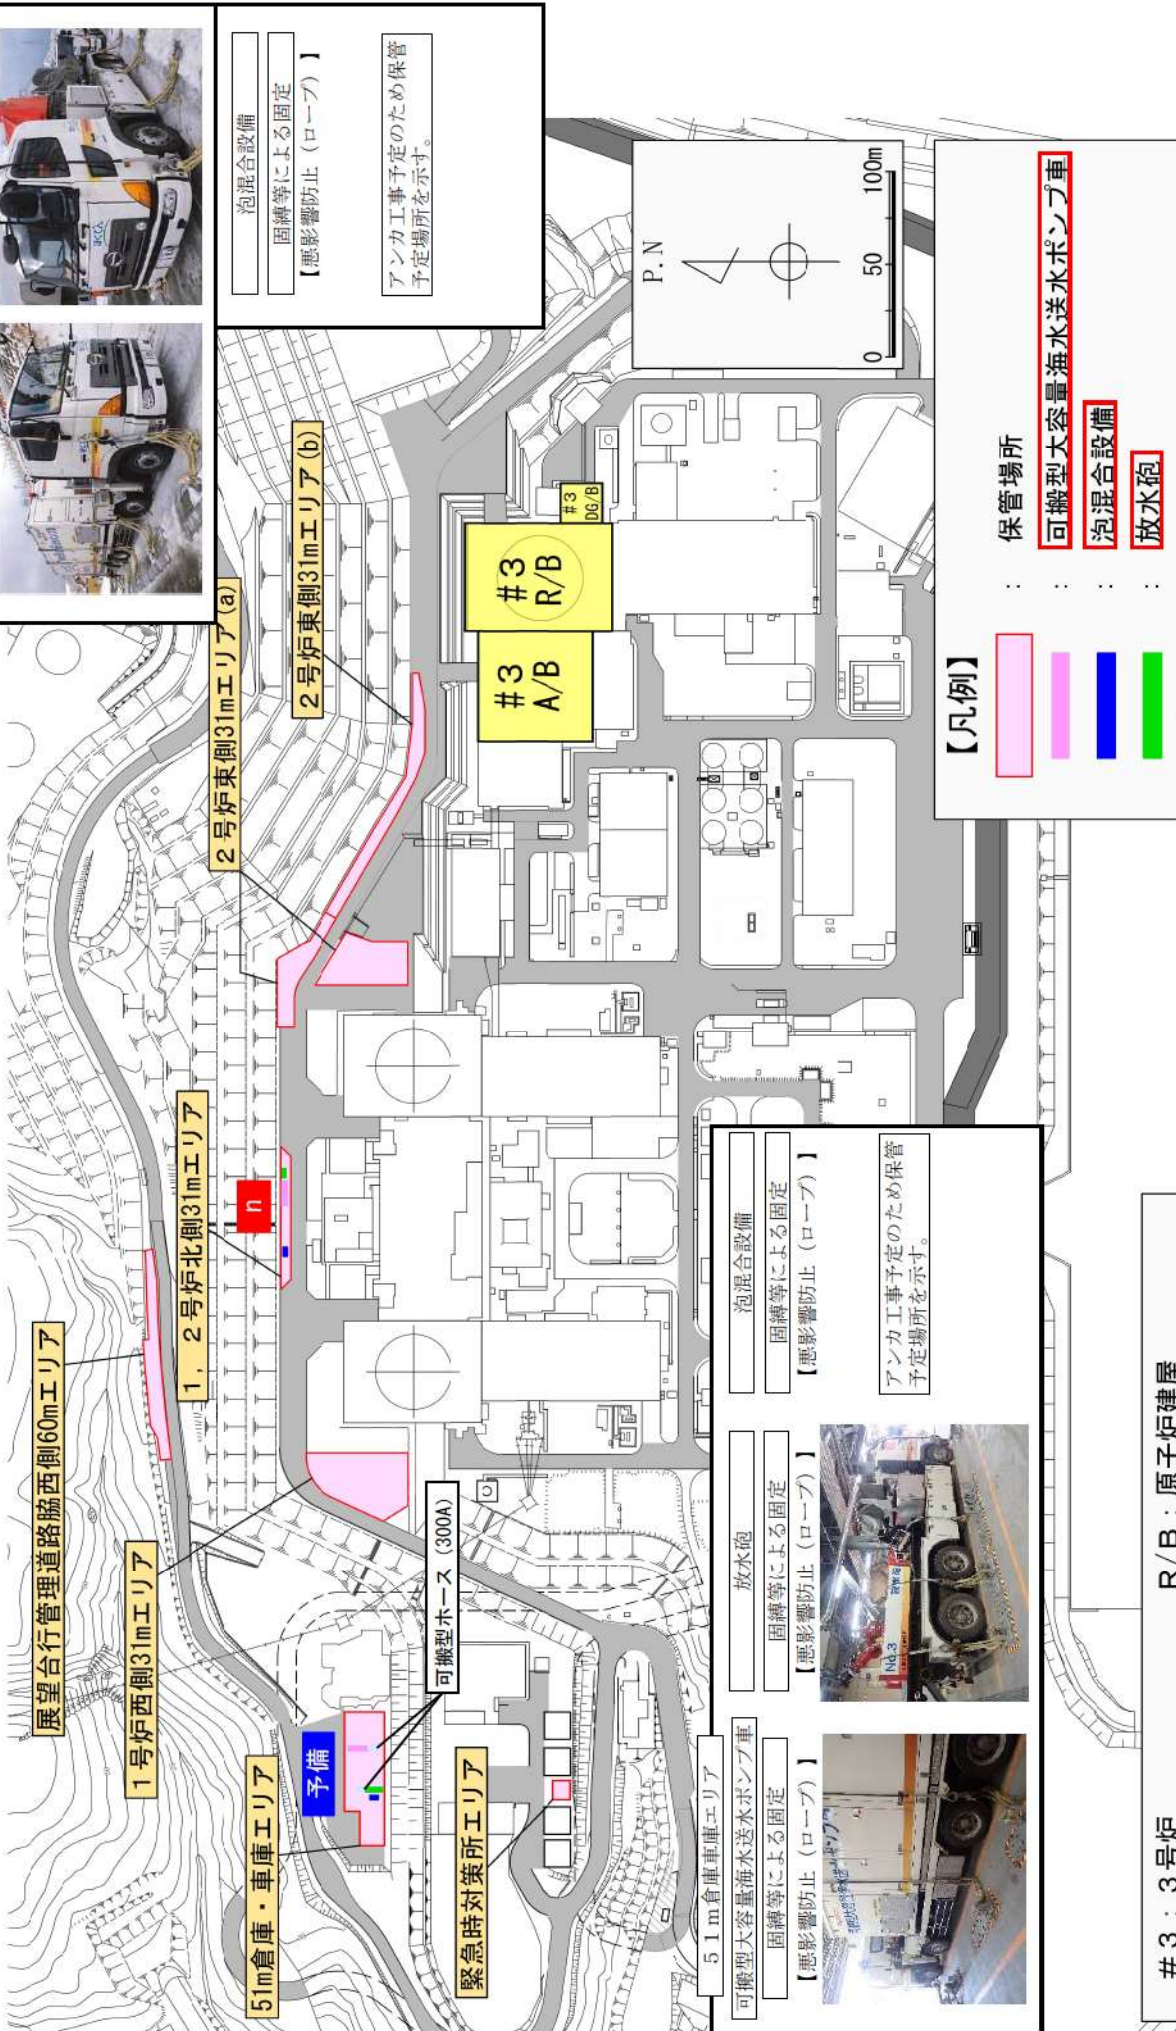 泡混合設備
固縛等による固定
【悪影響防止（ロープ）】
アンカ工事予定のため保管
予定場所を示す。
展望台行管理道路脇西側60mエリア
1号炉西側31mエリア
1，2号炉北側31mエリア
2号炉東側31mエリア(a)
2号炉東側31mエリア(b)
51m倉庫・車庫エリア
予備
n
可搬型ホース（300A）
緊急時対策所エリア
#3
A/B
#3
R/B
#3
DG/B
P.N
0 50 100m
51m倉庫車庫エリア
可搬型大容量海水送水ポンプ車
固縛等による固定
【悪影響防止（ロープ）】
放水砲
固縛等による固定
【悪影響防止（ロープ）】
No.3
泡混合設備
固縛等による固定
【悪影響防止（ロープ）】
アンカ工事予定のため保管
予定場所を示す。
【凡例】
： 保管場所
： 可搬型大容量海水送水ポンプ車
： 泡混合設備
： 放水砲
#3：3号炉 R/B：原子炉建屋